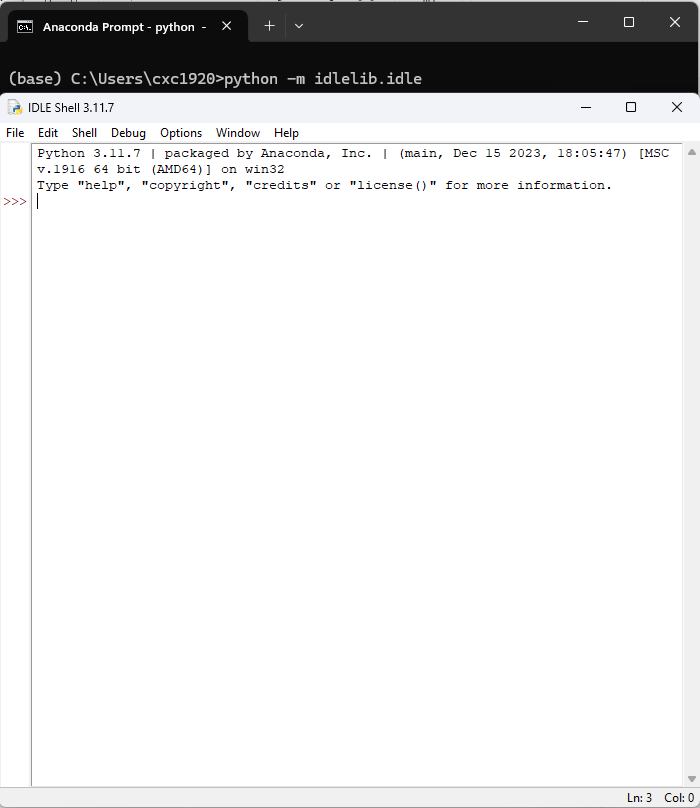 Anaconda Prompt - python -
(base) C:\Users\cxc1920>python -m idlelib.idle
IDLE Shell 3.11.7
File Edit Shell Debug Options Window Help
Python 3.11.7 | packaged by Anaconda, Inc. | (main, Dec 15 2023, 18:05:47) [MSC
v.1916 64 bit (AMD64)] on win32
Type "help", "copyright", "credits" or "license()" for more information.
>>>
Ln: 3 Col: 0